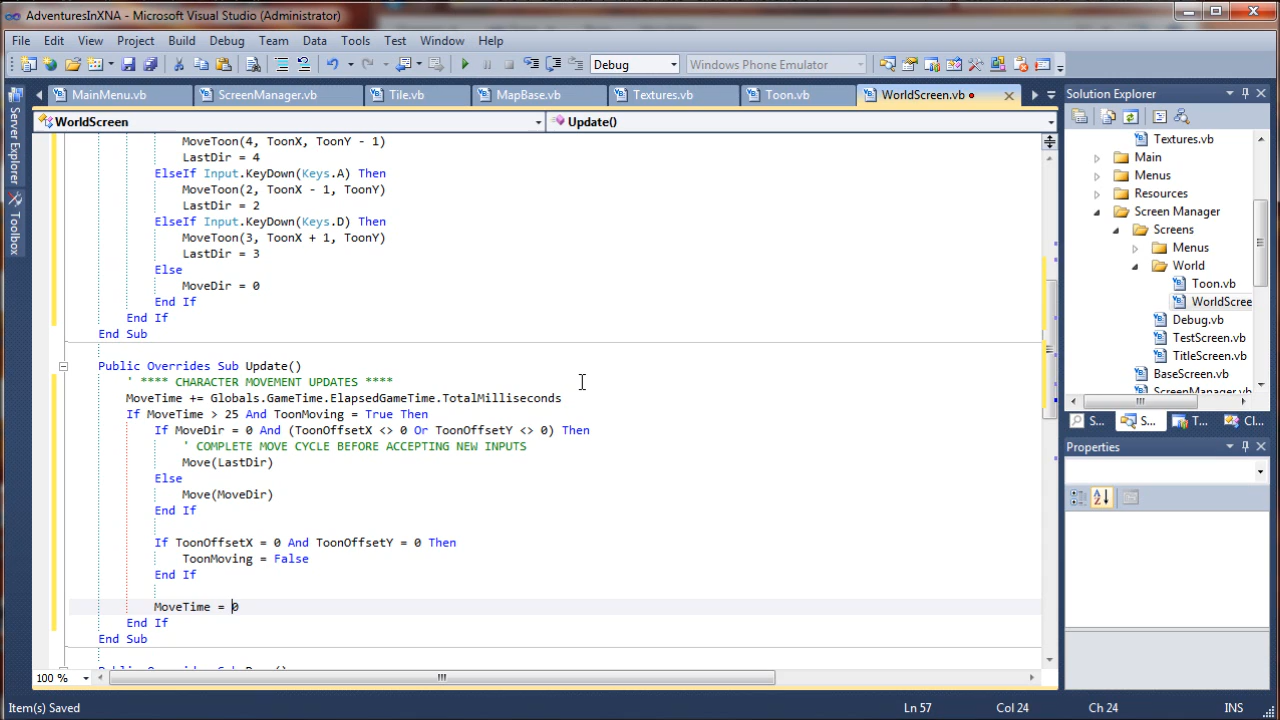 AdventuresInXNA - Microsoft Visual Studio (Administrator)
File Edit View Project Build Debug Team Data Tools Test Window Help
Debug Windows Phone Emulator
MainMenu.vb ScreenManager.vb Tile.vb MapBase.vb Textures.vb Toon.vb WorldScreen.vb
Solution Explorer
WorldScreen Update()
Server Explorer
Toolbox
MoveToon(4, ToonX, ToonY - 1)
LastDir = 4
ElseIf Input.KeyDown(Keys.A) Then
MoveToon(2, ToonX - 1, ToonY)
LastDir = 2
ElseIf Input.KeyDown(Keys.D) Then
MoveToon(3, ToonX + 1, ToonY)
LastDir = 3
Else
MoveDir = 0
End If
End If
End Sub
Public Overrides Sub Update()
' **** CHARACTER MOVEMENT UPDATES ****
MoveTime += Globals.GameTime.ElapsedGameTime.TotalMilliseconds
If MoveTime > 25 And ToonMoving = True Then
If MoveDir = 0 And (ToonOffsetX <> 0 Or ToonOffsetY <> 0) Then
' COMPLETE MOVE CYCLE BEFORE ACCEPTING NEW INPUTS
Move(LastDir)
Else
Move(MoveDir)
End If
If ToonOffsetX = 0 And ToonOffsetY = 0 Then
ToonMoving = False
End If
MoveTime = 0
End If
End Sub
100 %
Textures.vb
Main
Menus
Resources
Screen Manager
Screens
Menus
World
Toon.vb
WorldScree
Debug.vb
TestScreen.vb
TitleScreen.vb
BaseScreen.vb
S... S... T... Cl...
Properties
Item(s) Saved Ln 57 Col 24 Ch 24 INS